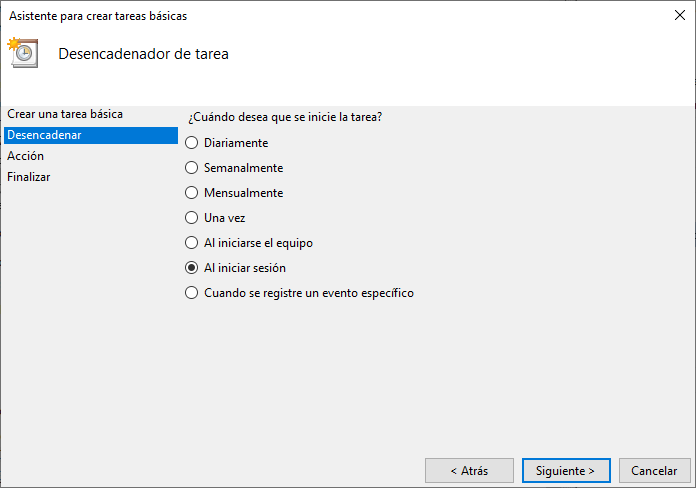 Asistente para crear tareas básicas
Desencadenador de tarea
Crear una tarea básica
Desencadenar
Acción
Finalizar
¿Cuándo desea que se inicie la tarea?
Diariamente
Semanalmente
Mensualmente
Una vez
Al iniciarse el equipo
Al iniciar sesión
Cuando se registre un evento específico
< Atrás
Siguiente >
Cancelar